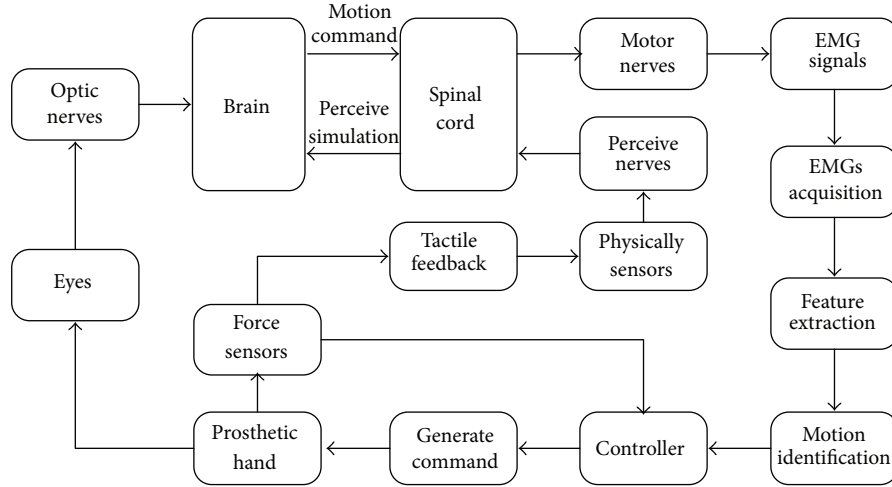 Motion
command
Motor
nerves
EMG
signals
Optic
nerves
Brain
Spinal
cord
Perceive
simulation
Perceive
nerves
EMGs
acquisition
Tactile
feedback
Physically
sensors
Eyes
Force
sensors
Feature
extraction
Prosthetic
hand
Generate
command
Controller
Motion
identification